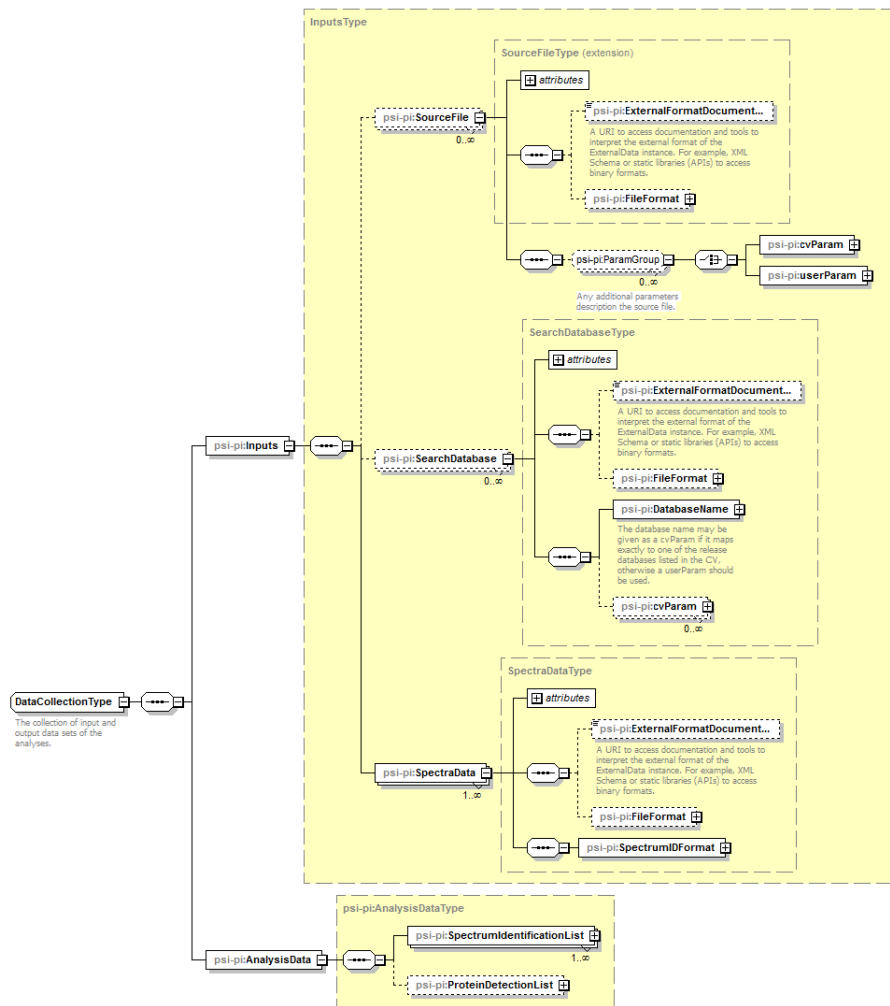 InputsType
SourceFileType (extension)
attributes
psi-pi:SourceFile
0..∞
psi-pi:ExternalFormatDocument...
A URI to access documentation and tools to
interpret the external format of the
ExternalData instance. For example, XML
Schema or static libraries (APIs) to access
binary formats.
psi-pi:FileFormat
psi-pi:ParamGroup
0..∞
Any additional parameters
description the source file.
psi-pi:cvParam
psi-pi:userParam
SearchDatabaseType
attributes
psi-pi:ExternalFormatDocument...
A URI to access documentation and tools to
interpret the external format of the
ExternalData instance. For example, XML
Schema or static libraries (APIs) to access
binary formats.
psi-pi:Inputs
psi-pi:SearchDatabase
0..∞
psi-pi:FileFormat
psi-pi:DatabaseName
The database name may be
given as a cvParam if it maps
exactly to one of the release
databases listed in the CV,
otherwise a userParam should
be used.
psi-pi:cvParam
0..∞
SpectraDataType
attributes
DataCollectionType
The collection of input and
output data sets of the
analyses.
psi-pi:ExternalFormatDocument...
A URI to access documentation and tools to
interpret the external format of the
ExternalData instance. For example, XML
Schema or static libraries (APIs) to access
binary formats.
psi-pi:SpectraData
1..∞
psi-pi:FileFormat
psi-pi:SpectrumIDFormat
psi-pi:AnalysisDataType
psi-pi:SpectrumIdentificationList
1..∞
psi-pi:AnalysisData
psi-pi:ProteinDetectionList